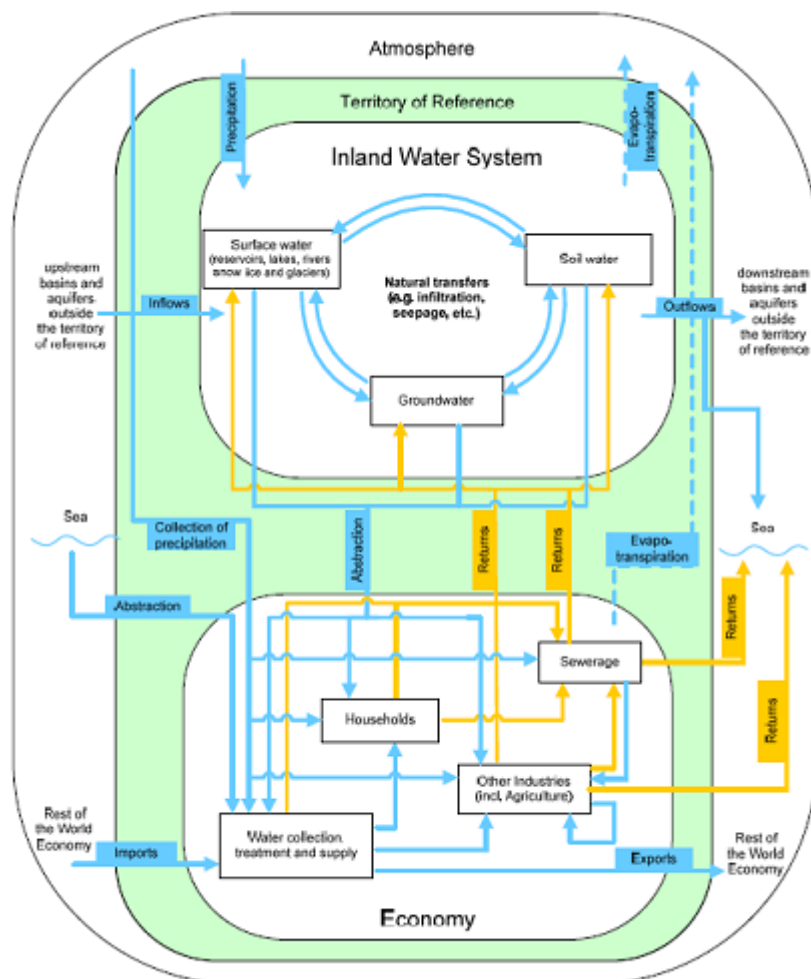 Atmosphere
Precipitation
Evapo-
transpiration
Territory of Reference
Inland Water System
Surface water
(reservoirs, lakes, rivers
snow ice and glaciers)
Soil water
Natural transfers
(e.g. infiltration,
seepage, etc.)
upstream
basins and
aquifers
outside
the territory
of reference
Inflows
Outflows
downstream
basins and
aquifers
outside
the territory
of reference
Groundwater
Sea
Collection of
precipitation
Abstraction
Returns
Returns
Evapo-
transpiration
Sea
Abstraction
Returns
Sewerage
Households
Returns
Other Industries
(incl. Agriculture)
Rest of
the World
Economy
Imports
Water collection,
treatment and supply
Exports
Rest of
the World
Economy
Economy